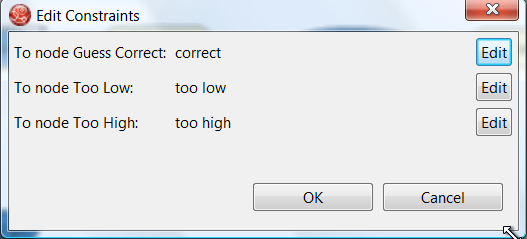 Edit Constraints
To node Guess Correct: correct Edit
To node Too Low: too low Edit
To node Too High: too high Edit
OK Cancel